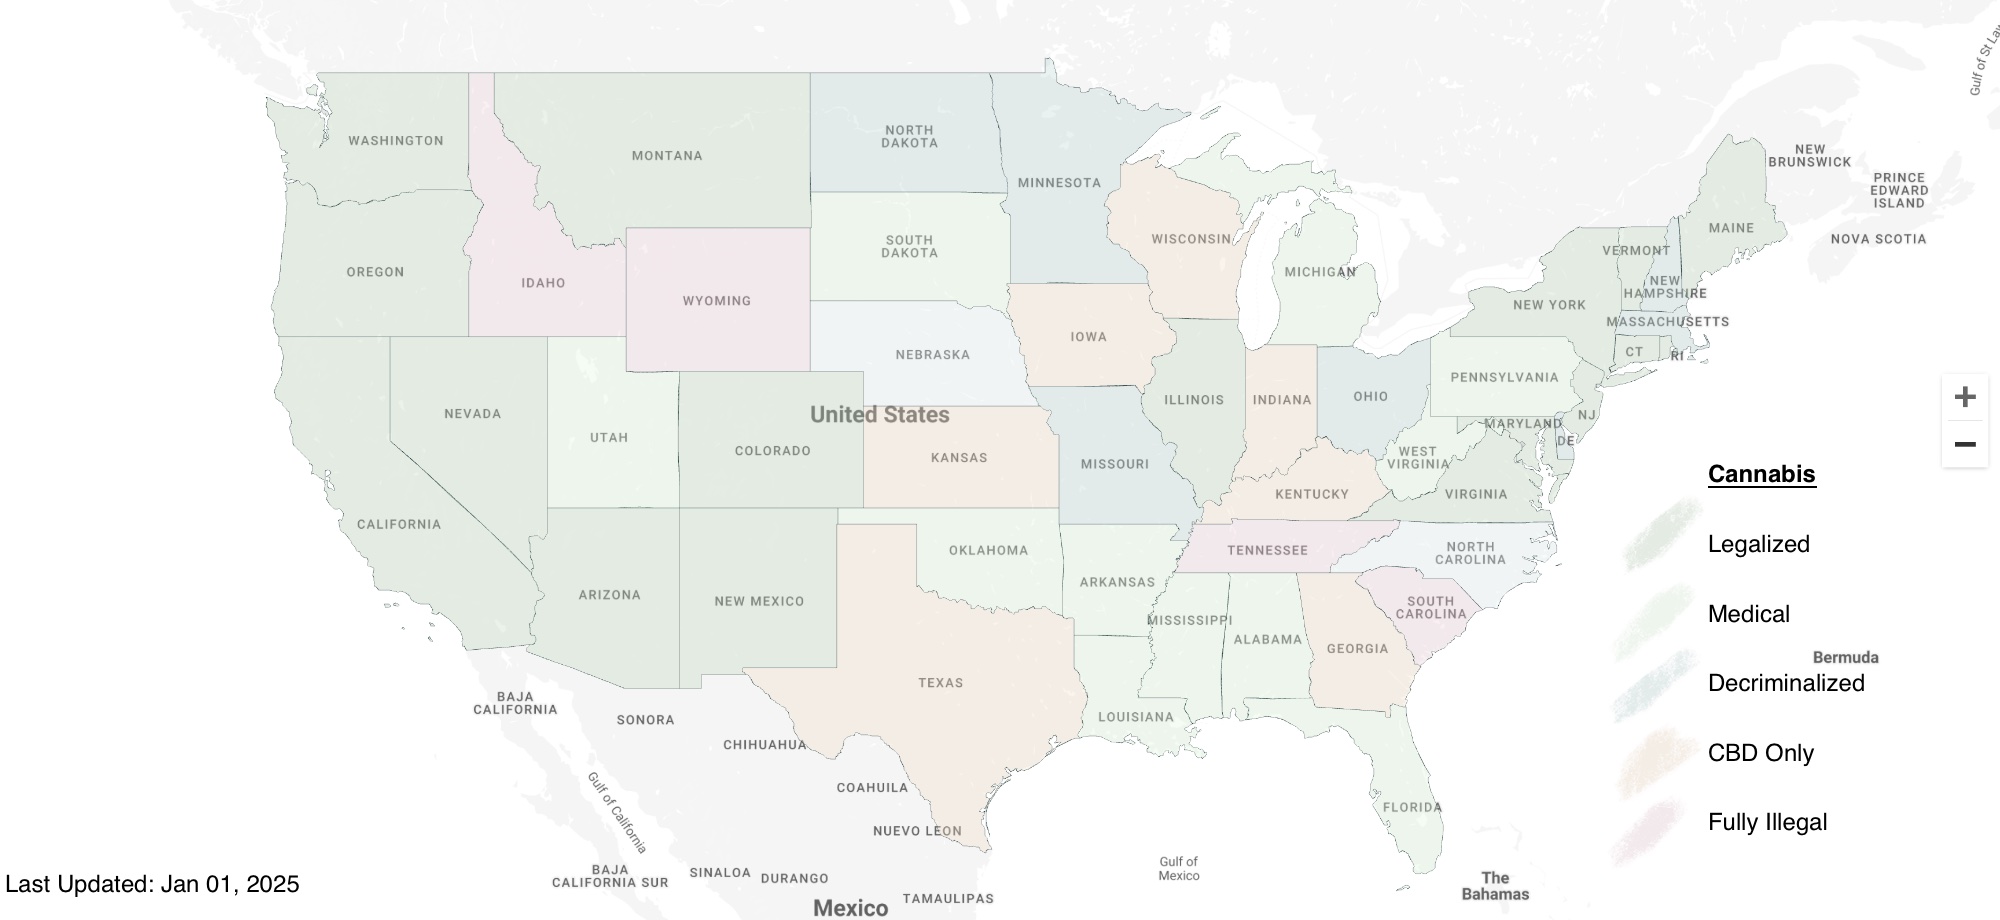 Gulf of St Law
NORTH
DAKOTA
WASHINGTON
MONTANA
MINNESOTA
NEW
BRUNSWICK
PRINCE
EDWARD
ISLAND
MAINE
NOVA SCOTIA
SOUTH
DAKOTA
WISCONSIN
VERMONT
OREGON
IDAHO
MICHIGAN
NEW
HAMPSHIRE
WYOMING
NEW YORK
MASSACHUSETTS
IOWA
NEBRASKA
CT
RI
PENNSYLVANIA
NEVADA
United States
ILLINOIS
INDIANA
OHIO
NJ
MARYLAND
DE
UTAH
COLORADO
KANSAS
MISSOURI
WEST
VIRGINIA
KENTUCKY
VIRGINIA
CALIFORNIA
OKLAHOMA
TENNESSEE
NORTH
CAROLINA
ARIZONA
NEW MEXICO
ARKANSAS
MISSISSIPPI
ALABAMA
GEORGIA
SOUTH
CAROLINA
TEXAS
LOUISIANA
FLORIDA
BAJA
CALIFORNIA
SONORA
CHIHUAHUA
COAHUILA
NUEVO LEON
Gulf of California
BAJA
CALIFORNIA SUR
SINALOA
DURANGO
TAMAULIPAS
Mexico
Gulf of
Mexico
The
Bahamas
Bermuda
+
−
Cannabis
Legalized
Medical
Decriminalized
CBD Only
Fully Illegal
Last Updated: Jan 01, 2025